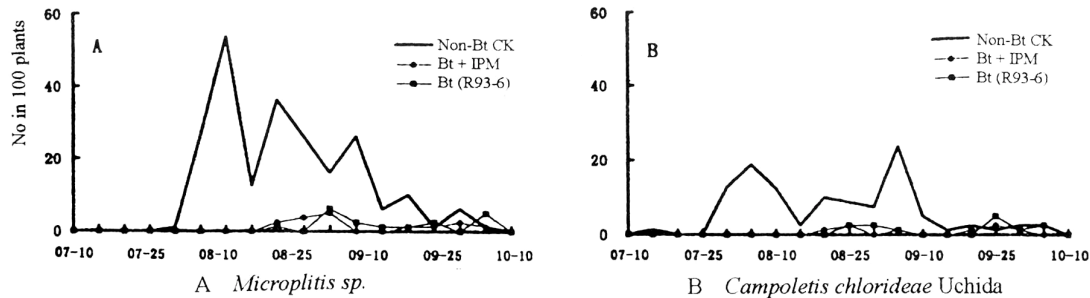 No in 100 plants
60
40
20
0
A
Non-Bt CK
Bt + IPM
Bt (R93-6)
07-10 07-25 08-10 08-25 09-10 09-25 10-10
A Microplitis sp.
60
40
20
0
B
Non-Bt CK
Bt + IPM
Bt (R93-6)
07-10 07-25 08-10 08-25 09-10 09-25 10-10
B Campoletis chlorideae Uchida